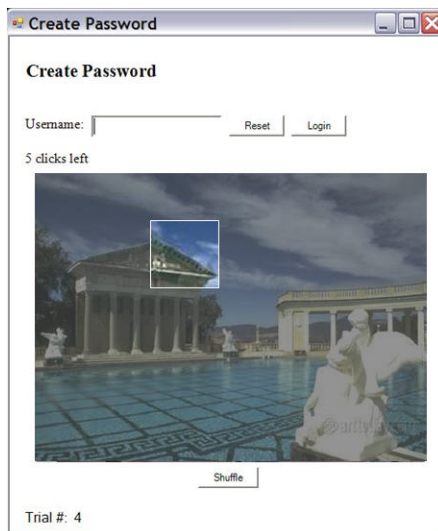 Create Password
Create Password
Username: Reset Login
5 clicks left
Shuffle
Trial #: 4